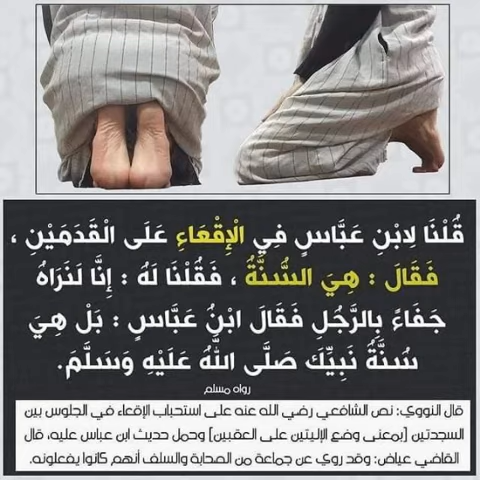 قُلْنَا لِابْنِ عَبَّاسٍ فِي الْإِقْعَاءِ عَلَى الْقَدَمَيْنِ ،
فَقَالَ : هِيَ السُّنَّةُ ، فَقُلْنَا لَهُ : إِنَّا لَنَرَاهُ
جَفَاءً بِالرَّجُلِ فَقَالَ ابْنُ عَبَّاسٍ : بَلْ هِيَ
سُنَّةُ نَبِيِّكَ صَلَّى اللَّهُ عَلَيْهِ وَسَلَّمَ.
رواه مسلم
قال النووي: نص الشافعي رضي الله عنه على استحباب الإقعاء في الجلوس بين
السجدتين [بمعنى وضع الإليتين على العقبين] وحمل حديث ابن عباس عليه، قال
القاضي عياض: وقد روي عن جماعة من الصحابة والسلف أنهم كانوا يفعلونه.